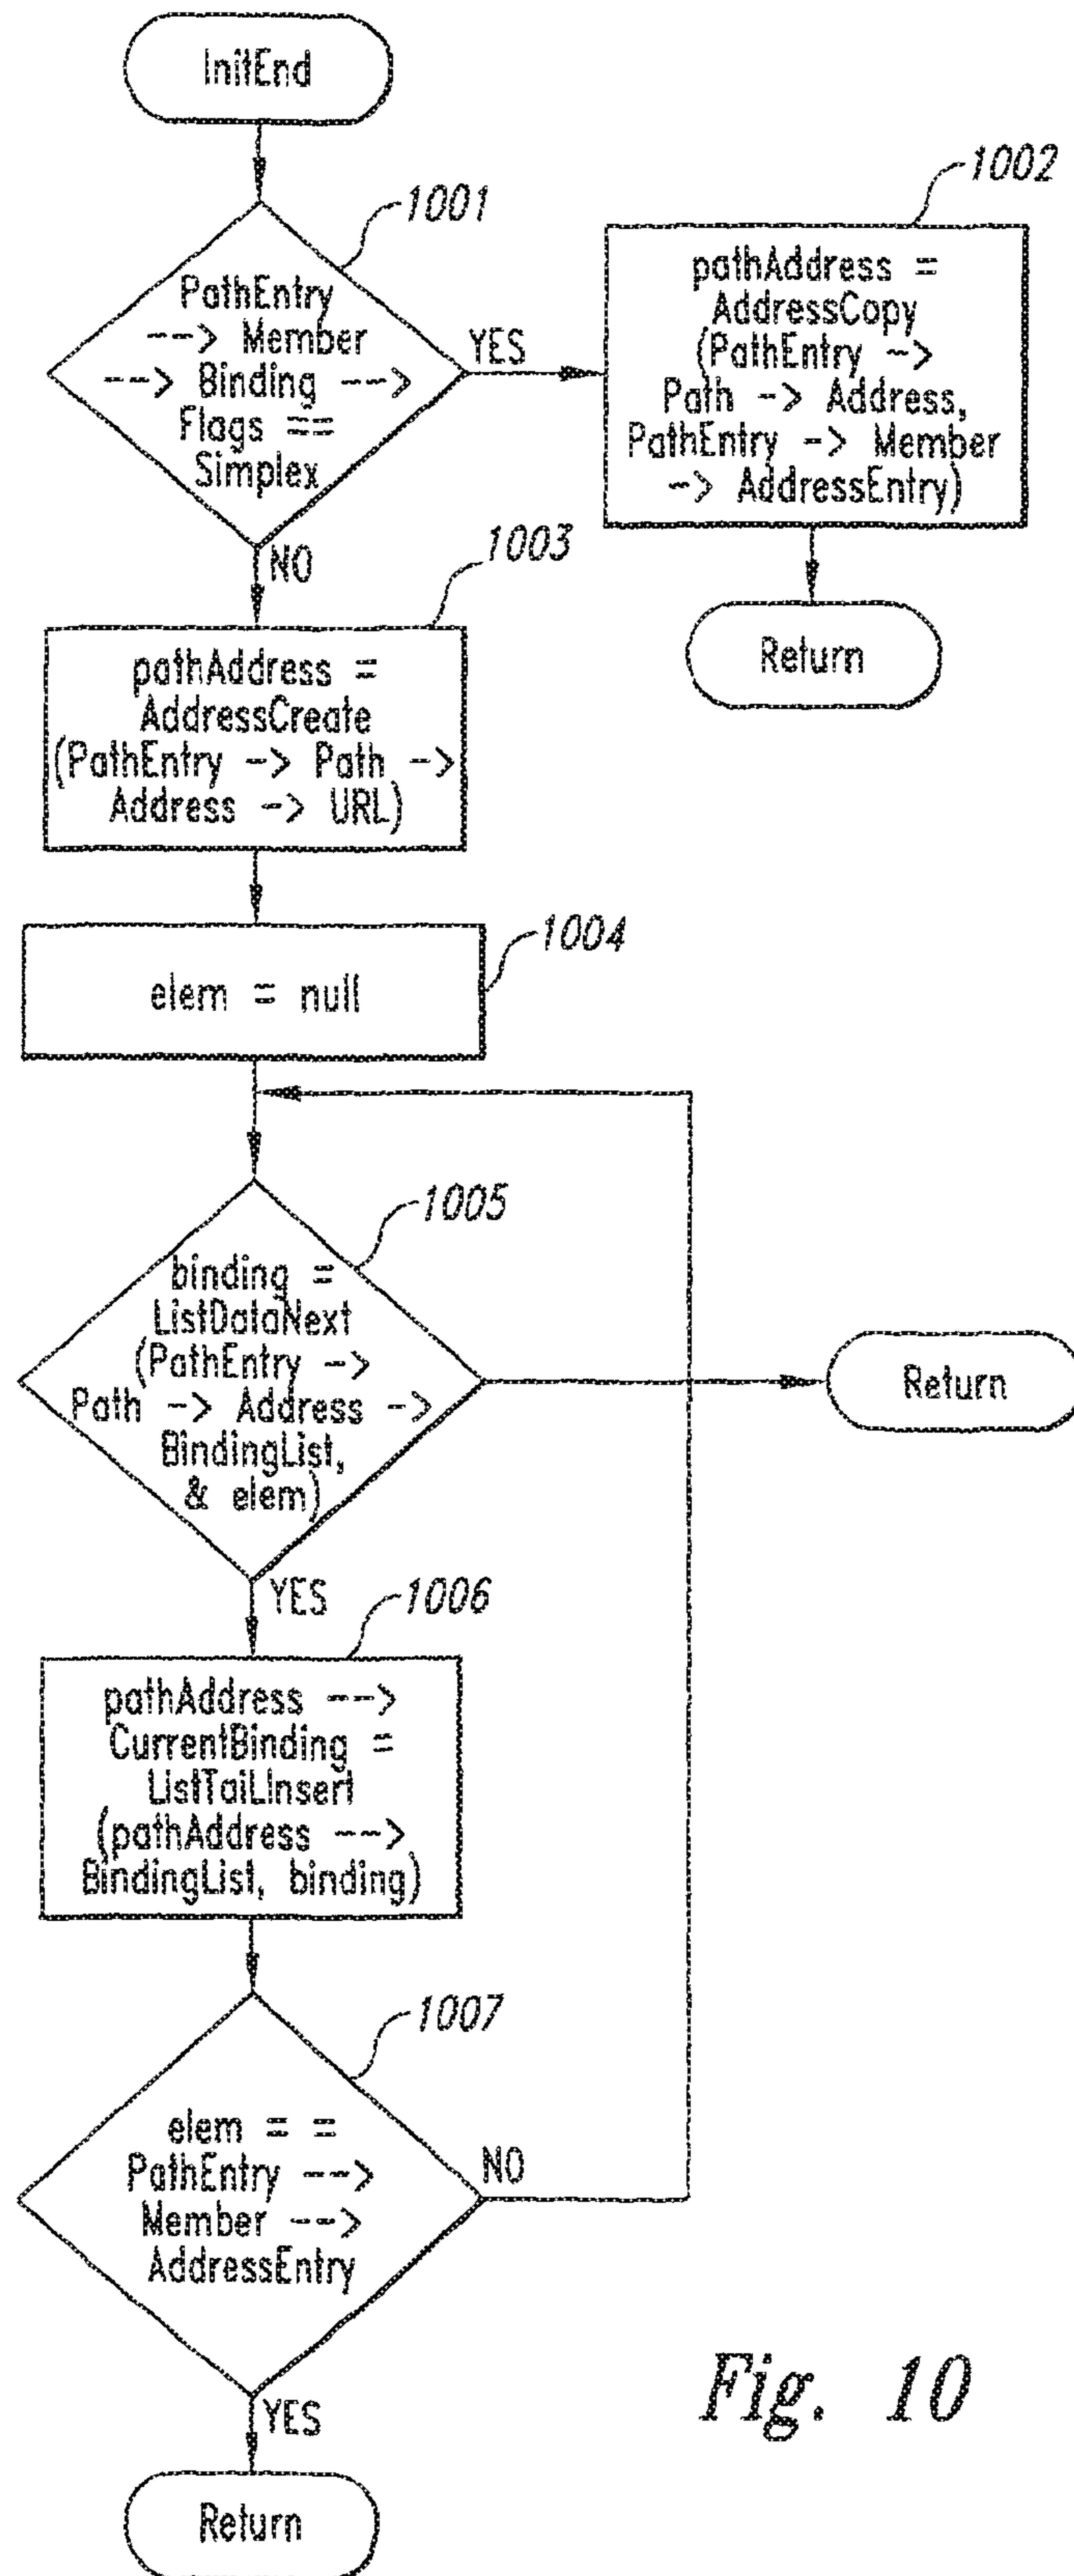 InitEnd
1001
PathEntry
--> Member
--> Binding -->
Flags ==
Simplex
YES
NO
1002
pathAddress =
AddressCopy
(PathEntry ->
Path -> Address,
PathEntry -> Member
-> AddressEntry)
Return
1003
pathAddress =
AddressCreate
(PathEntry -> Path ->
Address -> URL)
1004
elem = null
1005
binding =
ListDataNext
(PathEntry ->
Path -> Address ->
BindingList,
& elem)
Return
YES
1006
pathAddress -->
CurrentBinding =
ListTailInsert
(pathAddress -->
BindingList, binding)
1007
elem = =
PathEntry -->
Member -->
AddressEntry
NO
YES
Return
Fig. 10